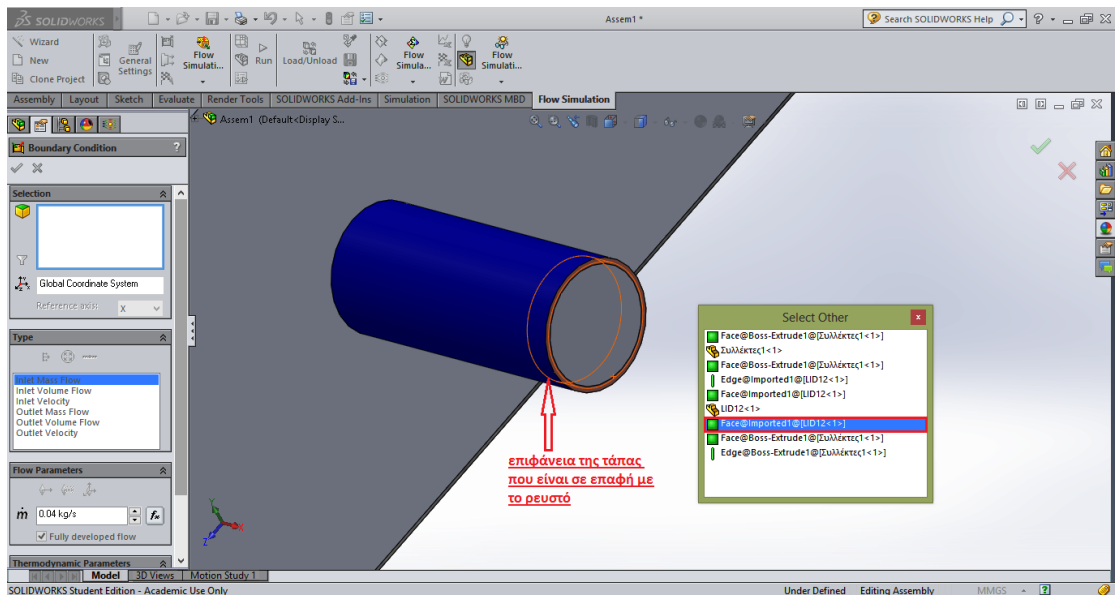 SOLIDWORKS
Assem1 *
Search SOLIDWORKS Help
Wizard
New
Clone Project
General Settings
Flow Simulati...
Run
Load/Unload
Flow Simula...
Flow Simulati...
Assembly Layout Sketch Evaluate Render Tools SOLIDWORKS Add-Ins Simulation SOLIDWORKS MBD Flow Simulation
Assem1 (Default<Display S...
Boundary Condition ?
Selection
Global Coordinate System
Reference axis: X
Type
Inlet Mass Flow
Inlet Volume Flow
Inlet Velocity
Outlet Mass Flow
Outlet Volume Flow
Outlet Velocity
Flow Parameters
ṁ 0.04 kg/s
Fully developed flow
Thermodynamic Parameters
Select Other
Face@Boss-Extrude1@[Συλλέκτες1<1>]
Συλλέκτες1<1>
Face@Boss-Extrude1@[Συλλέκτες1<1>]
Edge@Imported1@[LID12<1>]
Face@Imported1@[LID12<1>]
LID12<1>
Face@Imported1@[LID12<1>]
Face@Boss-Extrude1@[Συλλέκτες1<1>]
Edge@Boss-Extrude1@[Συλλέκτες1<1>]
επιφάνεια της τάπας
που είναι σε επαφή με
το ρευστό
Y
X
Z
Model 3D Views Motion Study 1
SOLIDWORKS Student Edition - Academic Use Only
Under Defined Editing Assembly MMGS